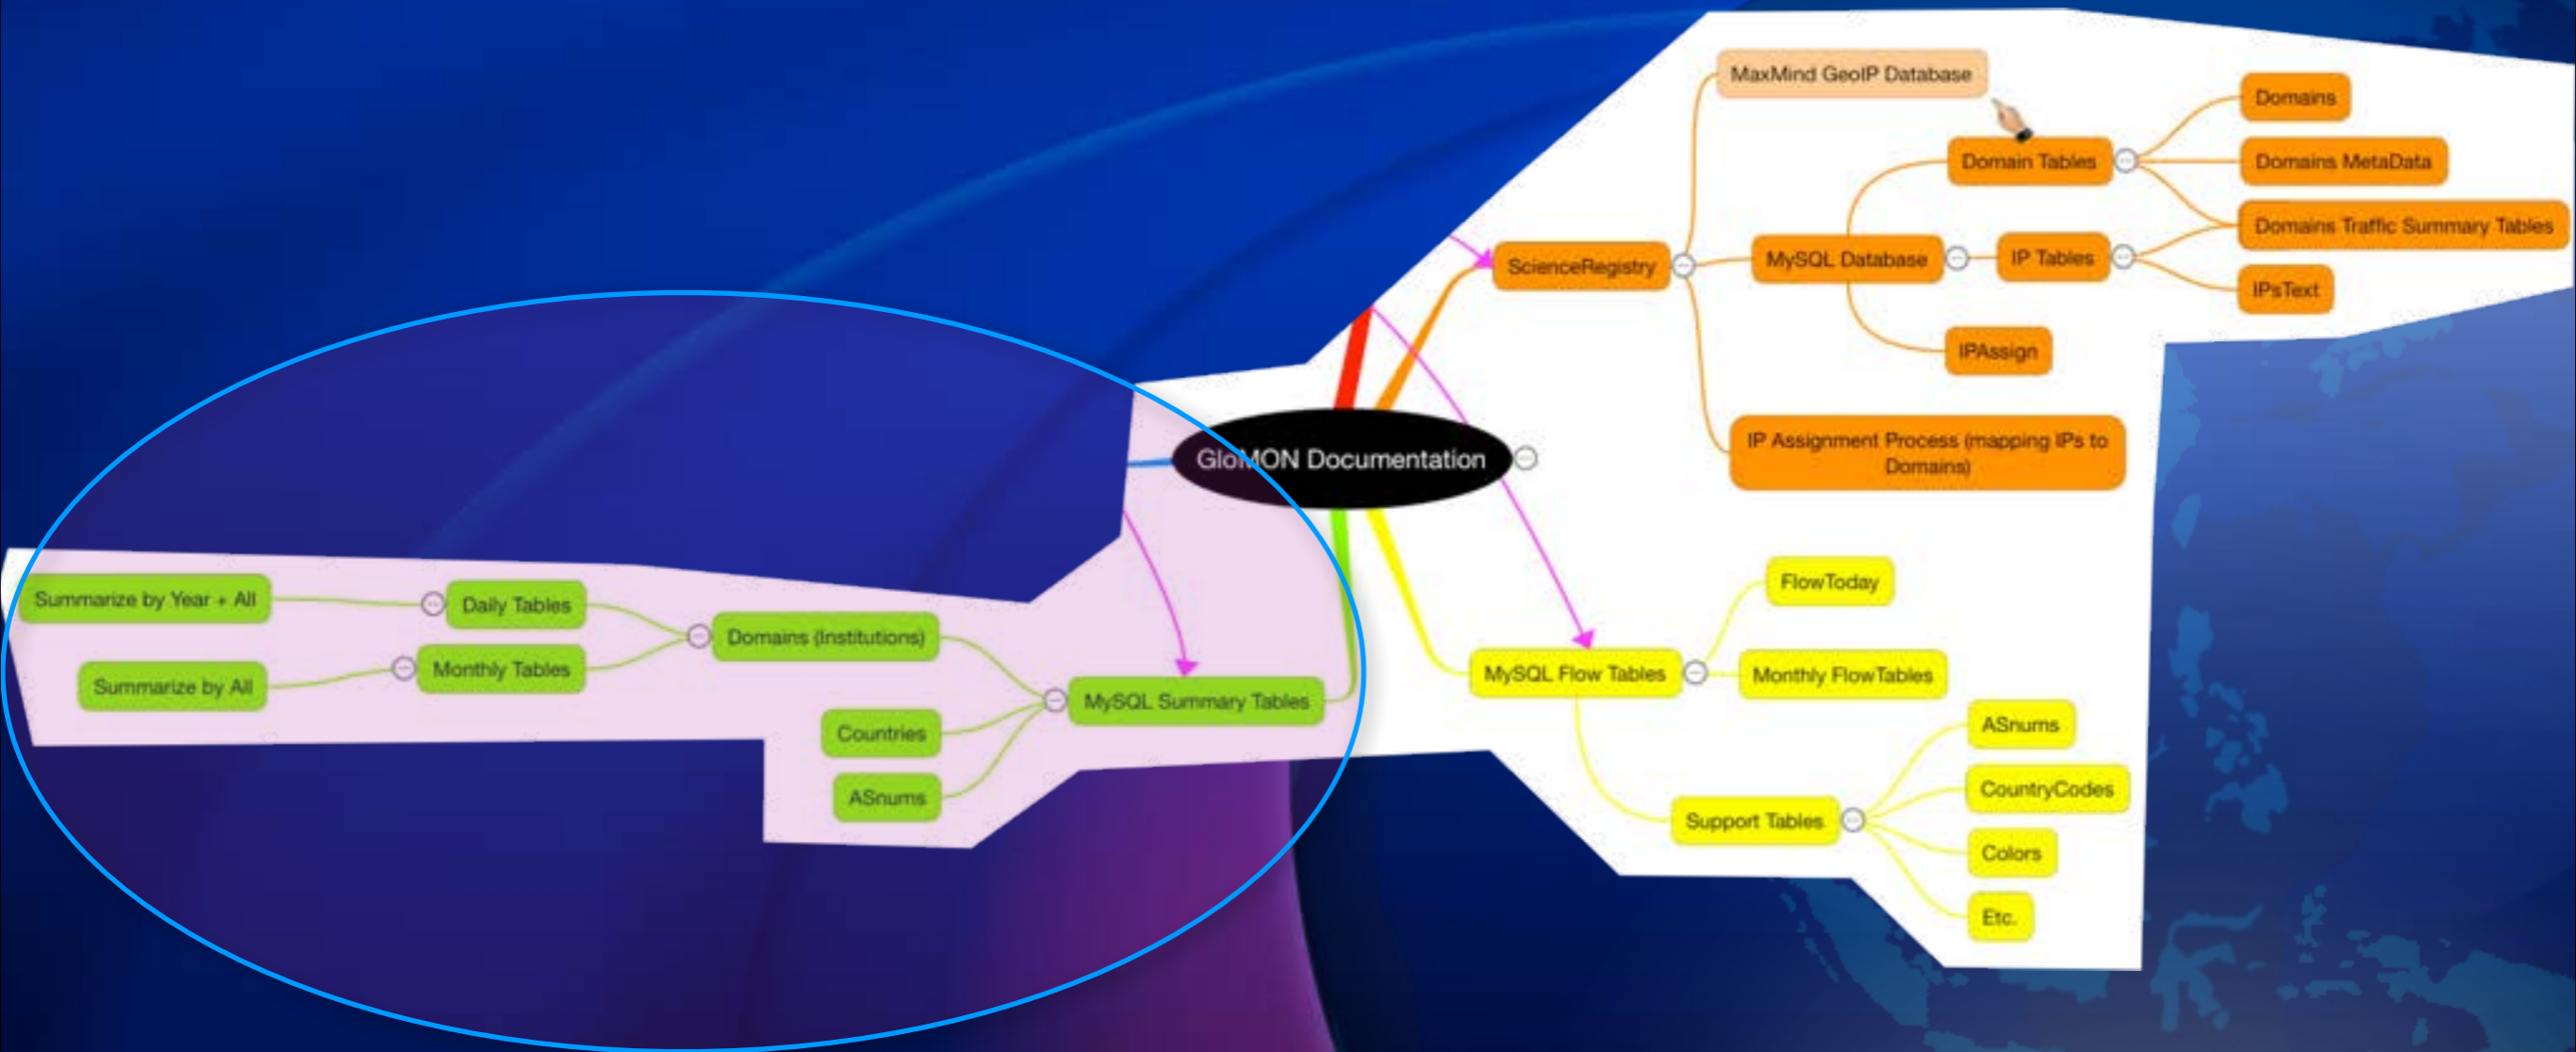 MaxMind GeoIP Database
Domains
Domain Tables
Domains MetaData
Domains Traffic Summary Tables
ScienceRegistry
MySQL Database
IP Tables
IPsText
IPAssign
IP Assignment Process (mapping IPs to
Domains)
GloMON Documentation
FlowToday
MySQL Flow Tables
Monthly FlowTables
ASnums
CountryCodes
Support Tables
Colors
Etc.
Summarize by Year + All
Daily Tables
Domains (Institutions)
Monthly Tables
Summarize by All
MySQL Summary Tables
Countries
ASnums